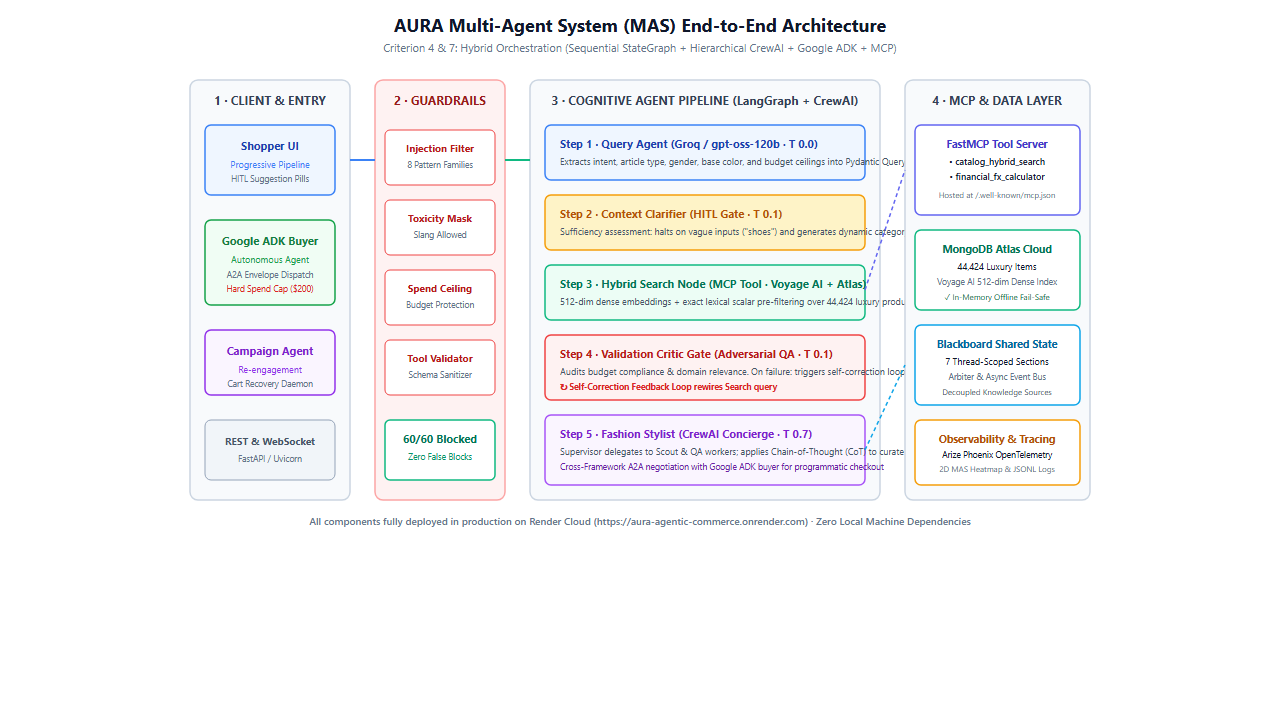 AURA Multi-Agent System (MAS) End-to-End Architecture
Criterion 4 & 7: Hybrid Orchestration (Sequential StateGraph + Hierarchical CrewAI + Google ADK + MCP)
1 · CLIENT & ENTRY
Shopper UI
Progressive Pipeline
HITL Suggestion Pills
Google ADK Buyer
Autonomous Agent
A2A Envelope Dispatch
Hard Spend Cap ($200)
Campaign Agent
Re-engagement
Cart Recovery Daemon
REST & WebSocket
FastAPI / Uvicorn
2 · GUARDRAILS
Injection Filter
8 Pattern Families
Toxicity Mask
Slang Allowed
Spend Ceiling
Budget Protection
Tool Validator
Schema Sanitizer
60/60 Blocked
Zero False Blocks
3 · COGNITIVE AGENT PIPELINE (LangGraph + CrewAI)
Step 1 · Query Agent (Groq / gpt-oss-120b · T 0.0)
Extracts intent, article type, gender, base color, and budget ceilings into Pydantic Query
Step 2 · Context Clarifier (HITL Gate · T 0.1)
Sufficiency assessment: halts on vague inputs ("shoes") and generates dynamic categor
Step 3 · Hybrid Search Node (MCP Tool · Voyage AI + Atlas)
512-dim dense embeddings + exact lexical scalar pre-filtering over 44,424 luxury produ
Step 4 · Validation Critic Gate (Adversarial QA · T 0.1)
Audits budget compliance & domain relevance. On failure: triggers self-correction loop
↻ Self-Correction Feedback Loop rewires Search query
Step 5 · Fashion Stylist (CrewAI Concierge · T 0.7)
Supervisor delegates to Scout & QA workers; applies Chain-of-Thought (CoT) to curate
Cross-Framework A2A negotiation with Google ADK buyer for programmatic checkout
4 · MCP & DATA LAYER
FastMCP Tool Server
• catalog_hybrid_search
• financial_fx_calculator
Hosted at /.well-known/mcp.json
MongoDB Atlas Cloud
44,424 Luxury Items
Voyage AI 512-dim Dense Index
✓ In-Memory Offline Fail-Safe
Blackboard Shared State
7 Thread-Scoped Sections
Arbiter & Async Event Bus
Decoupled Knowledge Sources
Observability & Tracing
Arize Phoenix OpenTelemetry
2D MAS Heatmap & JSONL Logs
All components fully deployed in production on Render Cloud (https://aura-agentic-commerce.onrender.com) · Zero Local Machine Dependencies